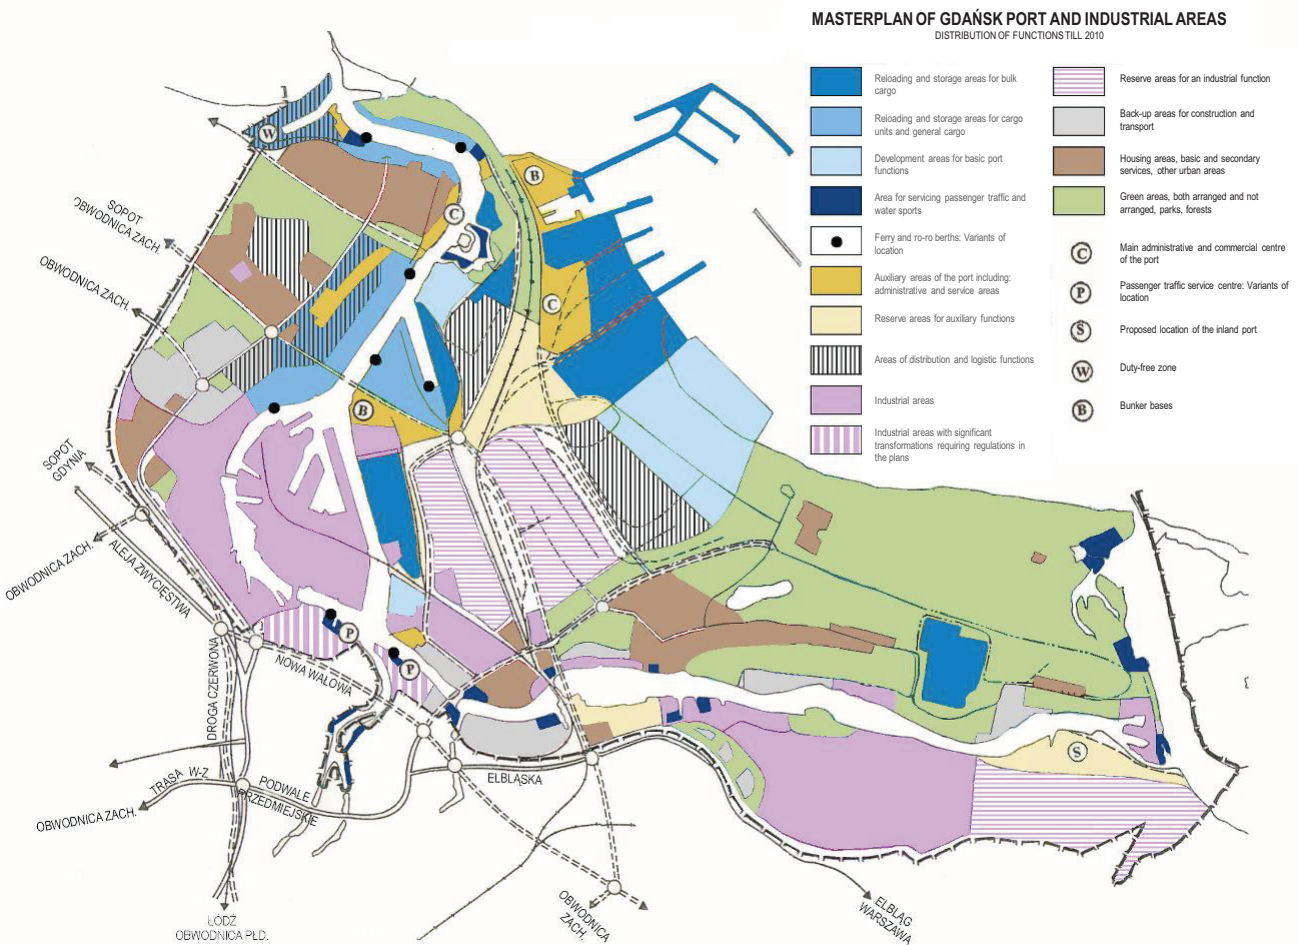 MASTERPLAN OF GDAŃSK PORT AND INDUSTRIAL AREAS
DISTRIBUTION OF FUNCTIONS TILL 2010
Reloading and storage areas for bulk
cargo
Reloading and storage areas for cargo
units and general cargo
Development areas for basic port
functions
Area for servicing passenger traffic and
water sports
Ferry and ro-ro berths: Variants of
location
Auxiliary areas of the port including:
administrative and service areas
Reserve areas for auxiliary functions
Areas of distribution and logistic functions
Industrial areas
Industrial areas with significant
transformations requiring regulations in
the plans
Reserve areas for an industrial function
Back-up areas for construction and
transport
Housing areas, basic and secondary
services, other urban areas
Green areas, both arranged and not
arranged, parks, forests
C
Main administrative and commercial centre
of the port
P
Passenger traffic service centre: Variants of
location
S
Proposed location of the inland port
W
Duty-free zone
B
Bunker bases
W
B
C
C
B
P
P
S
SOPOT
OBWODNICA ZACH.
OBWODNICA ZACH.
SOPOT
GDYNIA
OBWODNICA ZACH.
ALEJA ZWYCIĘSTWA
DROGA CZERWONA
NOWA WAŁOWA
TRASA W-Z
PODWALE
PRZEDMIEJSKIE
OBWODNICA ZACH.
ELBLĄSKA
ŁÓDŹ
OBWODNICA PŁD.
OBWODNICA
ZACH.
ELBLĄG
WARSZAWA